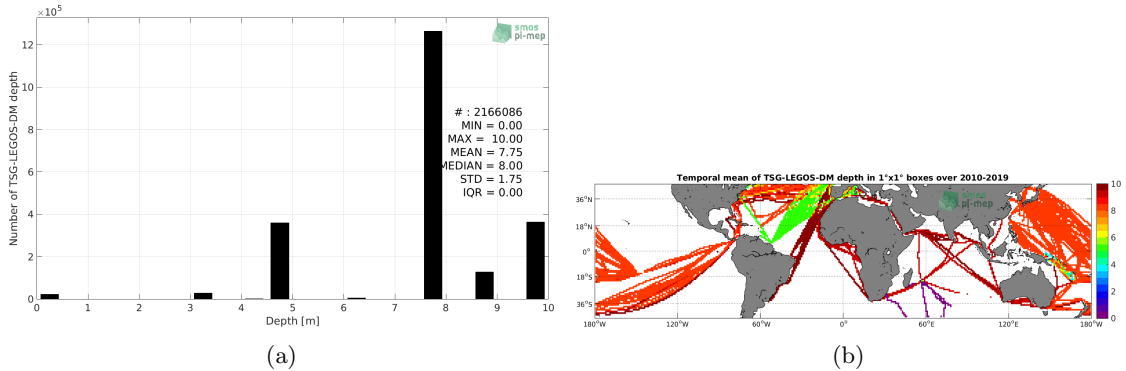 ×10⁵
smos
pi-mep
12
10
8
6
4
2
0
Number of TSG-LEGOS-DM depth
# : 2166086
MIN = 0.00
MAX = 10.00
MEAN = 7.75
MEDIAN = 8.00
STD = 1.75
IQR = 0.00
0 1 2 3 4 5 6 7 8 9 10
Depth [m]
(a)
Temporal mean of TSG-LEGOS-DM depth in 1°x1° boxes over 2010-2019
smos
pi-mep
36°N
18°N
0°
18°S
36°S
180°W 120°W 60°W 0° 60°E 120°E 180°W
10
8
6
4
2
0
(b)